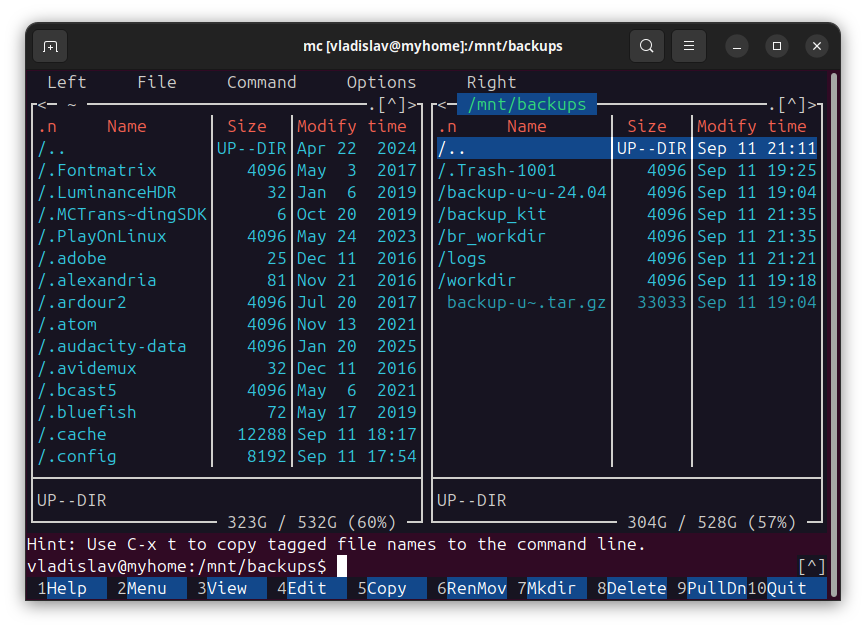 mc [vladislav@myhome]:/mnt/backups
Left File Command Options Right
<- ~ .[^]> <- /mnt/backups .[^]>
.n Name Size Modify time .n Name Size Modify time
/.. UP--DIR Apr 22 2024 /.. UP--DIR Sep 11 21:11
/.Fontmatrix 4096 May 3 2017 /.Trash-1001 4096 Sep 11 19:25
/.LuminanceHDR 32 Jan 6 2019 /backup-u~u-24.04 4096 Sep 11 19:04
/.MCTrans~dingSDK 6 Oct 20 2019 /backup_kit 4096 Sep 11 21:35
/.PlayOnLinux 4096 May 24 2023 /br_workdir 4096 Sep 11 21:35
/.adobe 25 Dec 11 2016 /logs 4096 Sep 11 21:21
/.alexandria 81 Nov 21 2016 /workdir 4096 Sep 11 19:18
/.ardour2 4096 Jul 20 2017 backup-u~.tar.gz 33033 Sep 11 19:04
/.atom 4096 Nov 13 2021
/.audacity-data 4096 Jan 20 2025
/.avidemux 32 Dec 11 2016
/.bcast5 4096 May 6 2021
/.bluefish 72 May 17 2019
/.cache 12288 Sep 11 18:17
/.config 8192 Sep 11 17:54
UP--DIR UP--DIR
323G / 532G (60%) 304G / 528G (57%)
Hint: Use C-x t to copy tagged file names to the command line.
vladislav@myhome:/mnt/backups$ [^]
1Help 2Menu 3View 4Edit 5Copy 6RenMov 7Mkdir 8Delete 9PullDn 10Quit